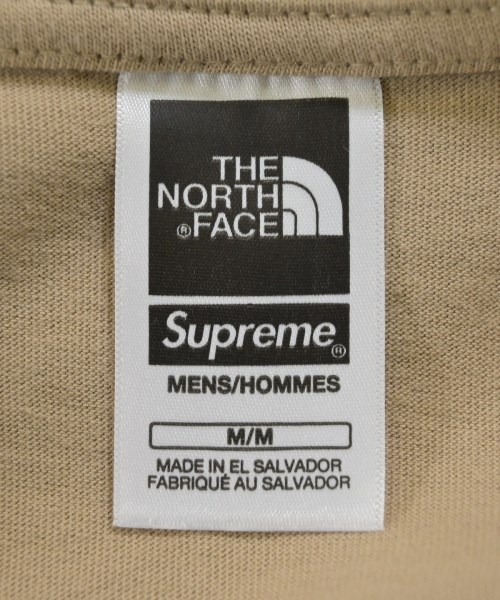 THE
NORTH
®FACE
Supreme®
MENS/HOMMES
M/M
MADE IN EL SALVADOR
FABRIQUÉ AU SALVADOR